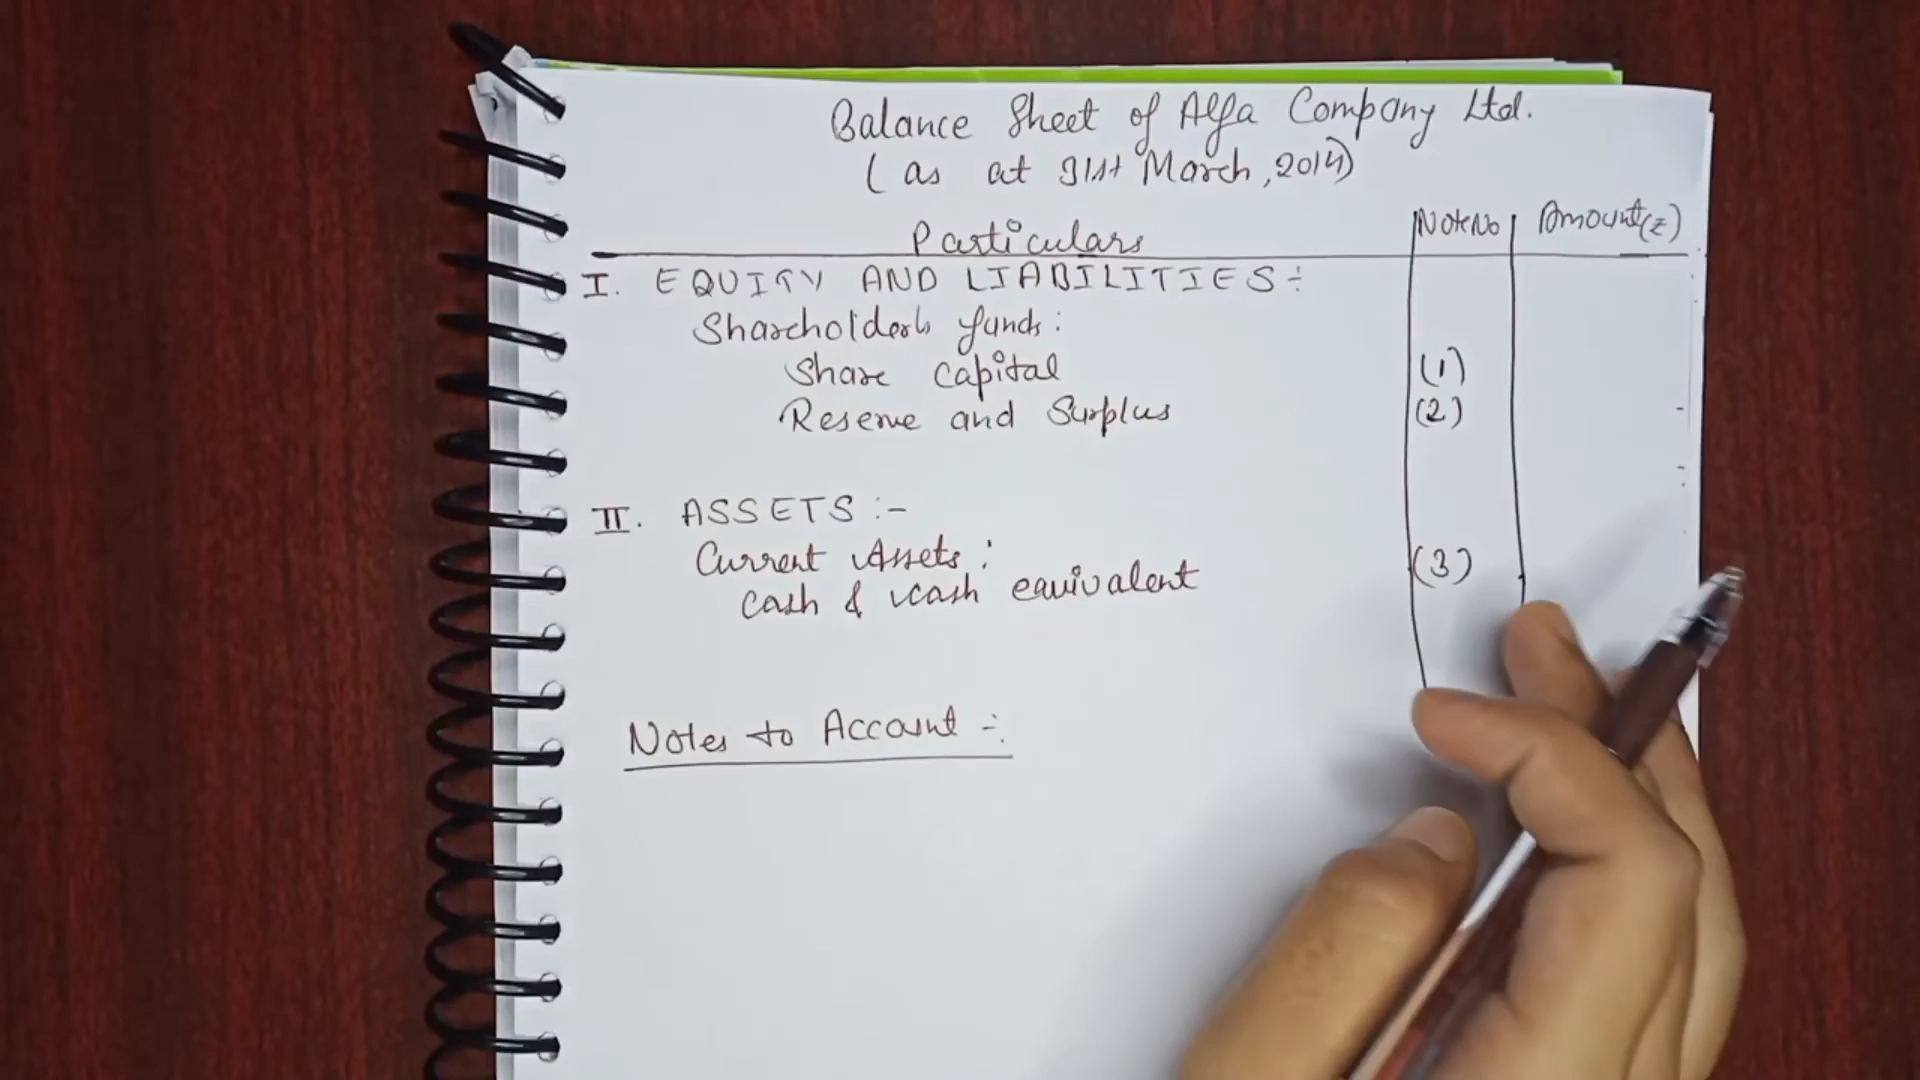 Balance Sheet of Alfa Company Ltd.
(as at 31st March, 2014)
Particulars Note No Amount(₹)
I. EQUITY AND LIABILITIES:-
Shareholder's funds:
Share capital (1)
Reserve and Surplus (2)
II. ASSETS :-
Current Assets: (3)
Cash & cash equivalent
Notes to Account :-